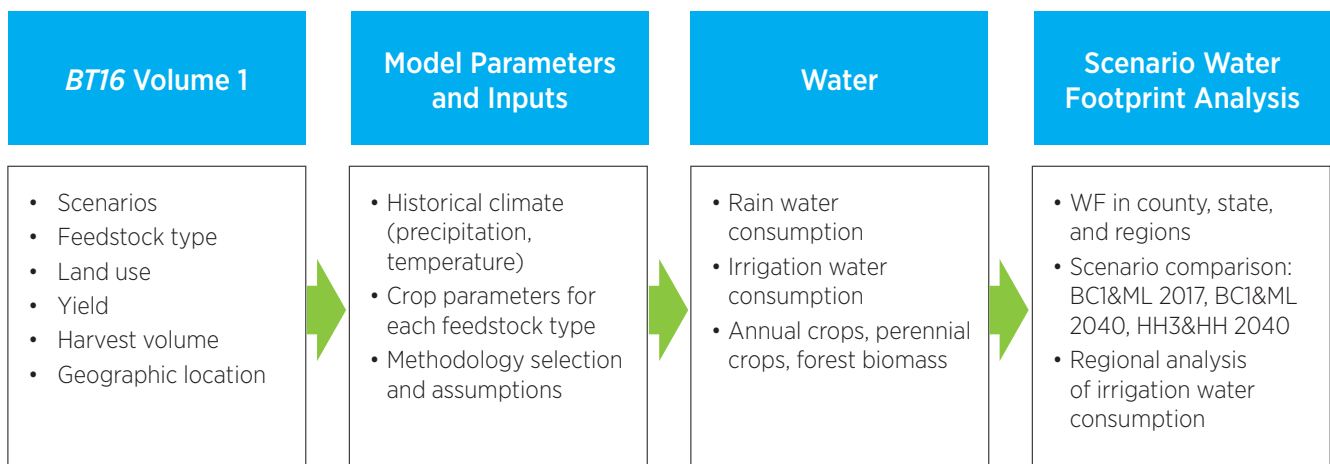 BT16 Volume 1
• Scenarios
• Feedstock type
• Land use
• Yield
• Harvest volume
• Geographic location
Model Parameters
and Inputs
• Historical climate
(precipitation,
temperature)
• Crop parameters for
each feedstock type
• Methodology selection
and assumptions
Water
• Rain water
consumption
• Irrigation water
consumption
• Annual crops, perennial
crops, forest biomass
Scenario Water
Footprint Analysis
• WF in county, state,
and regions
• Scenario comparison:
BC1&ML 2017, BC1&ML
2040, HH3&HH 2040
• Regional analysis
of irrigation water
consumption